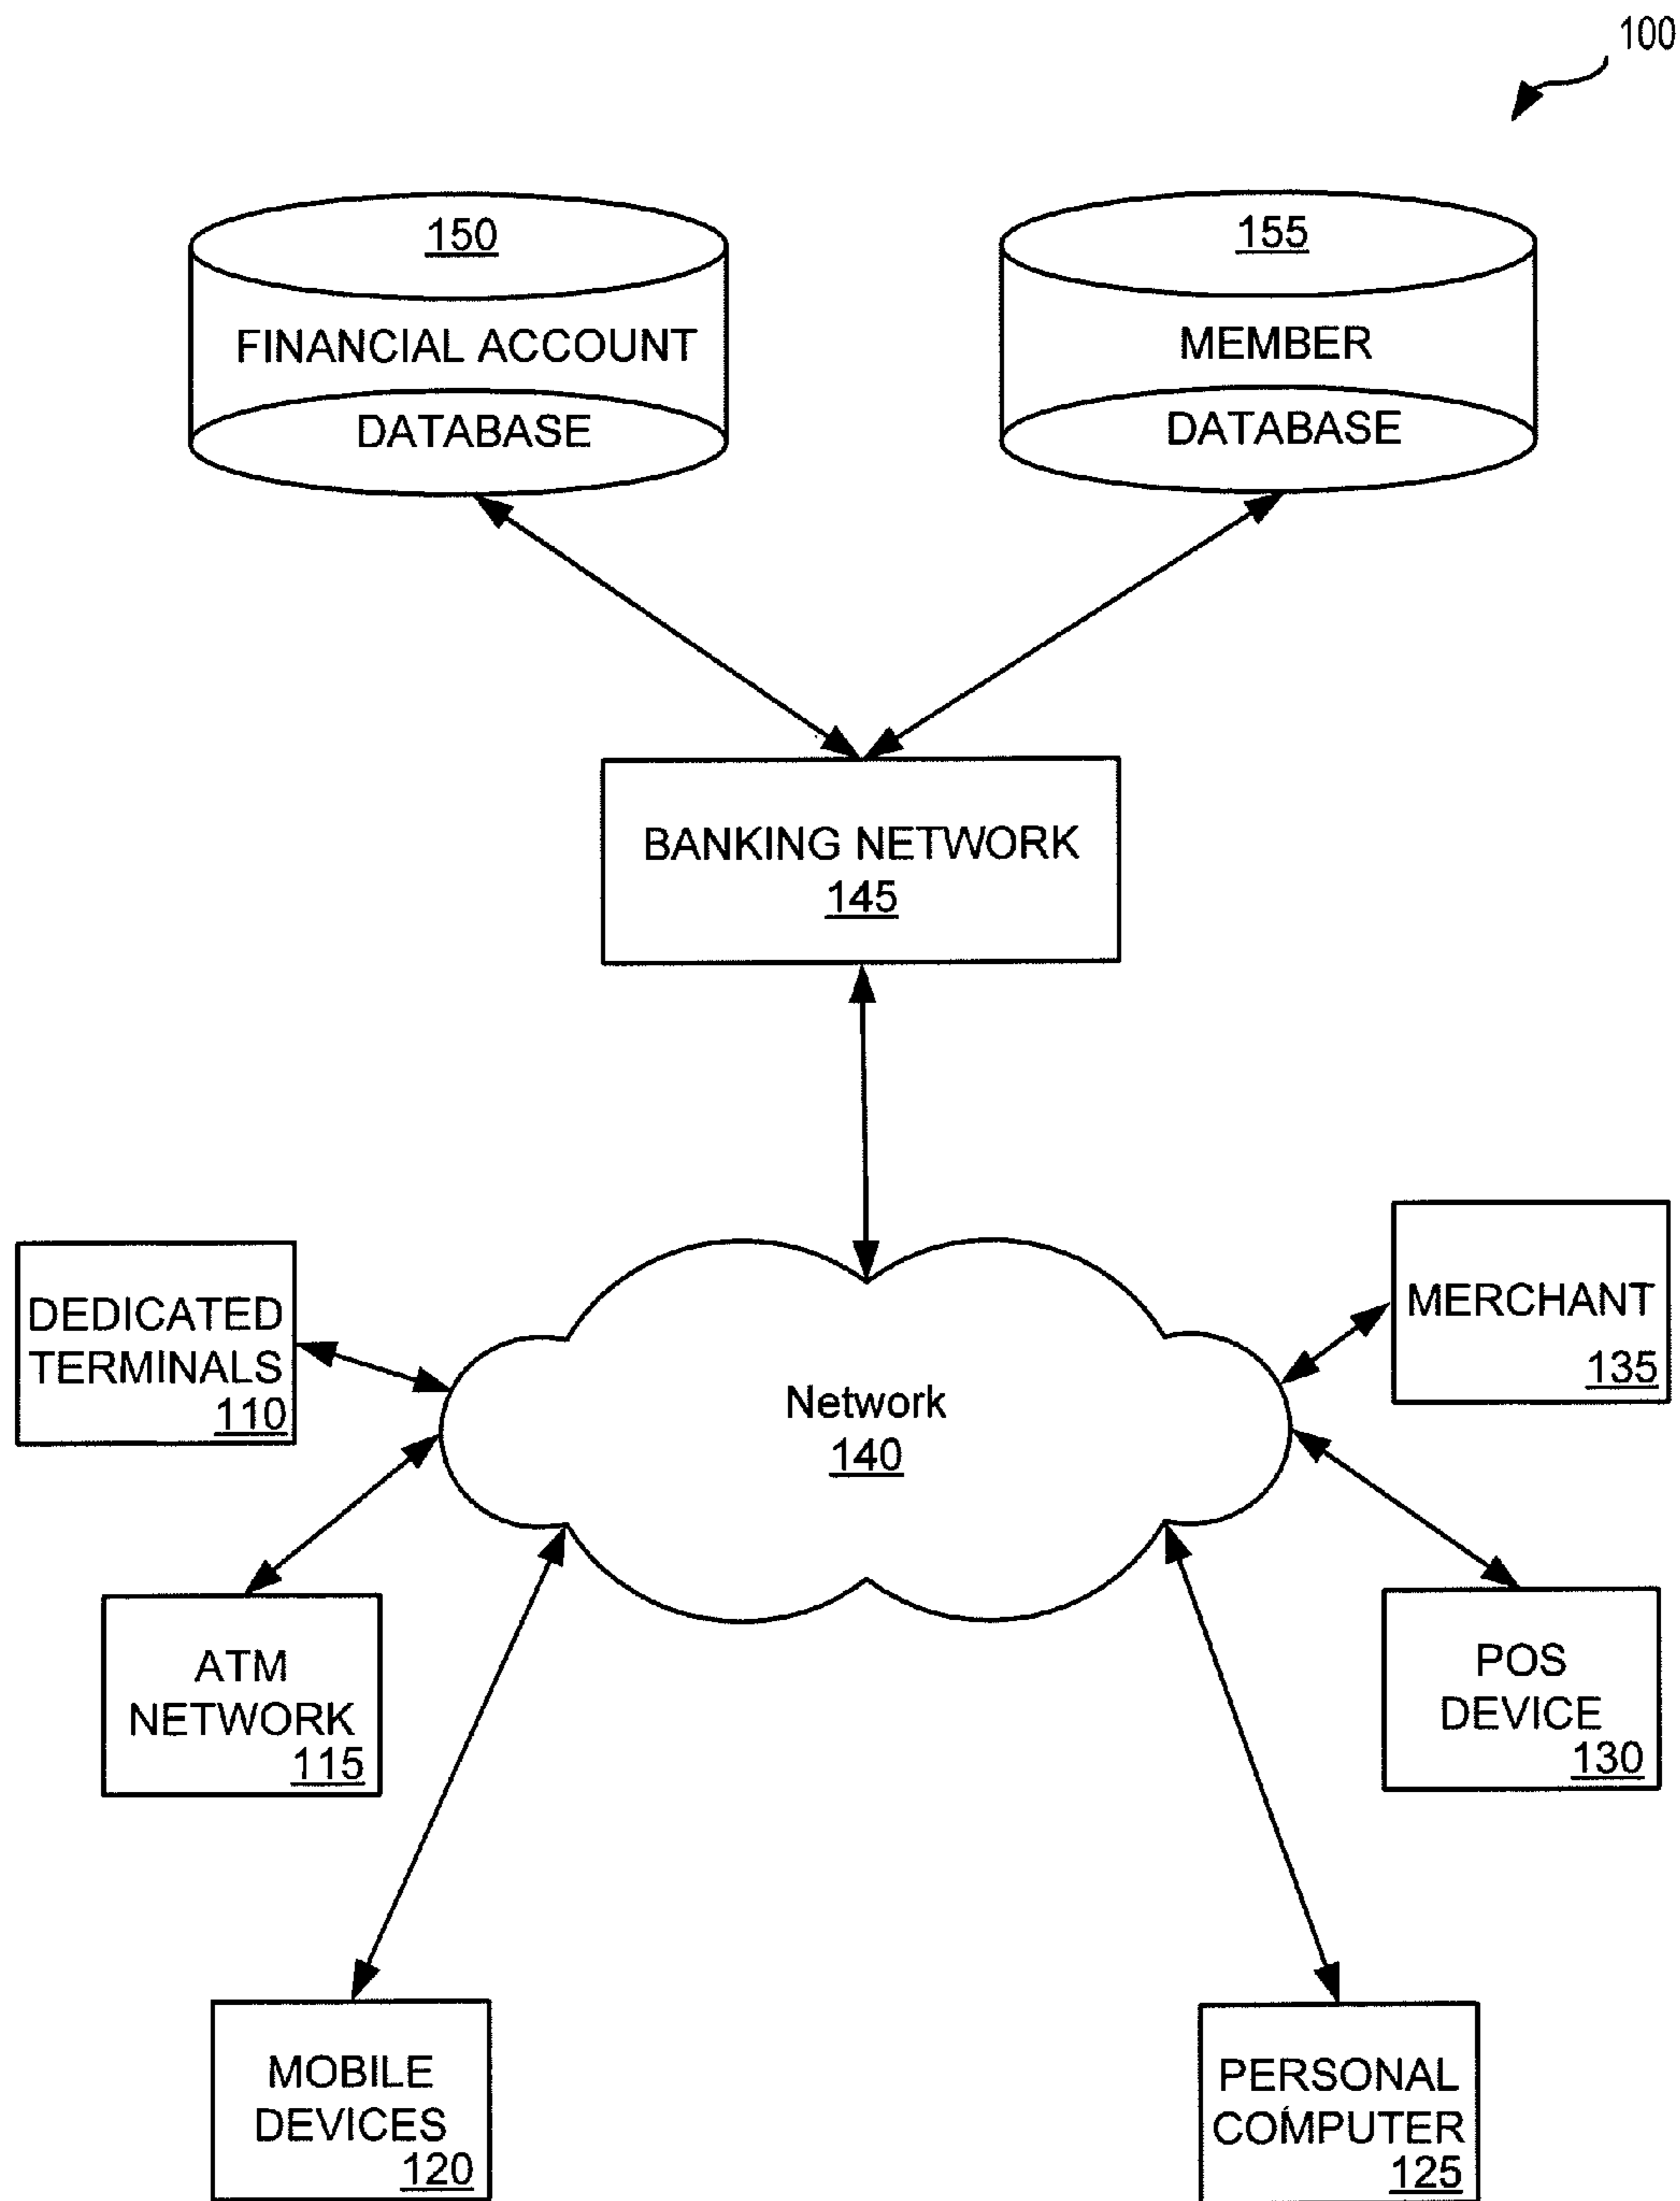 100
150
FINANCIAL ACCOUNT
DATABASE
155
MEMBER
DATABASE
BANKING NETWORK
145
DEDICATED
TERMINALS
110
Network
140
MERCHANT
135
ATM
NETWORK
115
POS
DEVICE
130
MOBILE
DEVICES
120
PERSONAL
COMPUTER
125